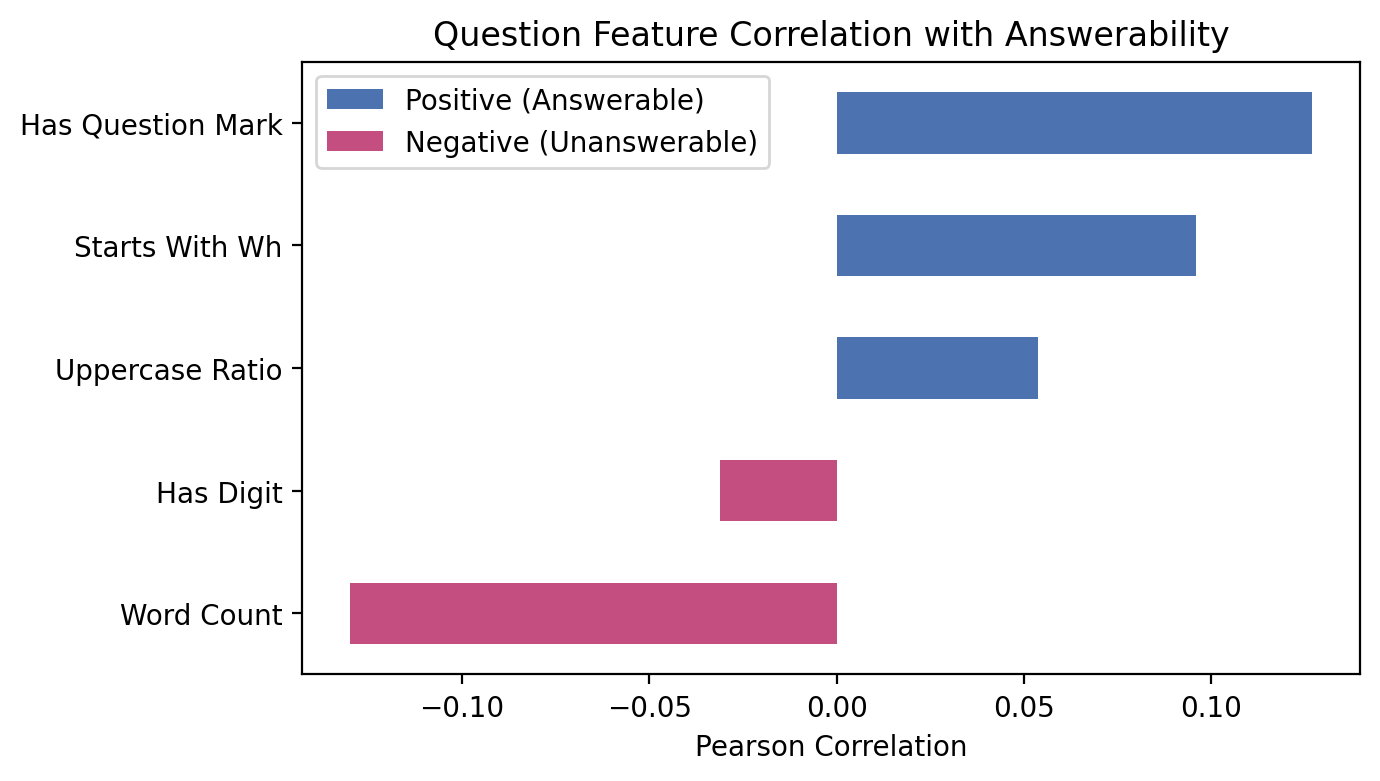 Question Feature Correlation with Answerability
Positive (Answerable)
Negative (Unanswerable)
Has Question Mark
Starts With Wh
Uppercase Ratio
Has Digit
Word Count
−0.10
−0.05
0.00
0.05
0.10
Pearson Correlation